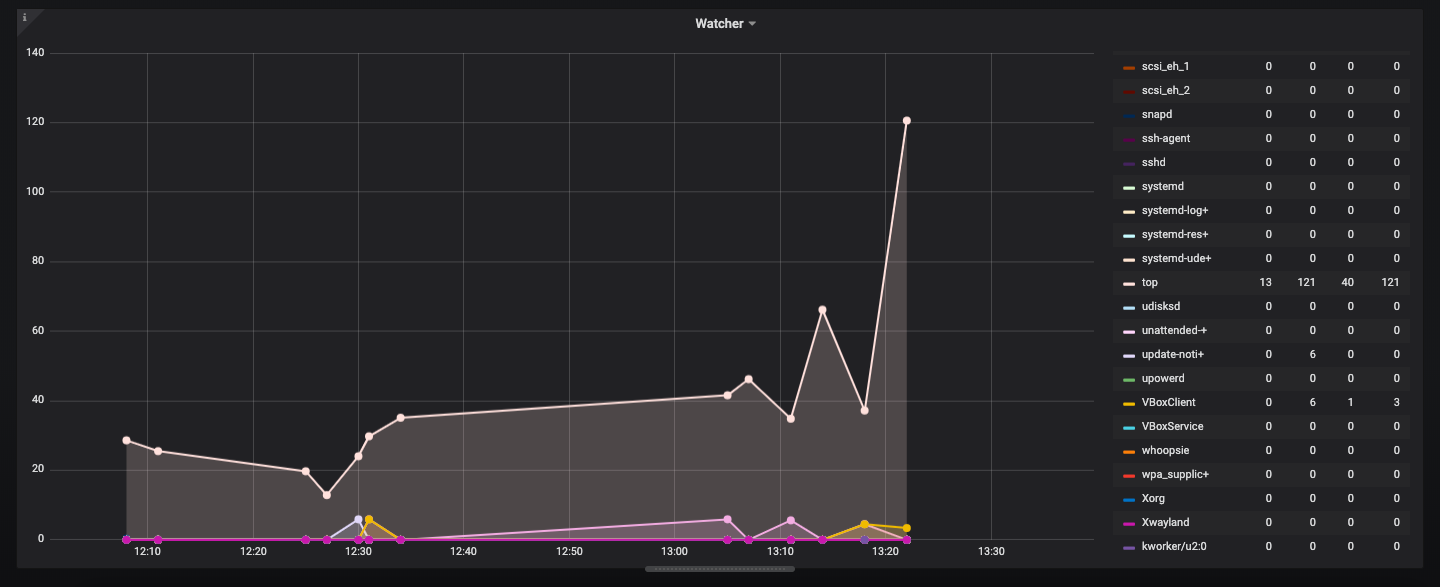 i
Watcher
140
120
100
80
60
40
20
0
12:10 12:20 12:30 12:40 12:50 13:00 13:10 13:20 13:30
scsi_eh_1 0 0 0 0
scsi_eh_2 0 0 0 0
snapd 0 0 0 0
ssh-agent 0 0 0 0
sshd 0 0 0 0
systemd 0 0 0 0
systemd-log+ 0 0 0 0
systemd-res+ 0 0 0 0
systemd-ude+ 0 0 0 0
top 13 121 40 121
udisksd 0 0 0 0
unattended-+ 0 0 0 0
update-noti+ 0 6 0 0
upowerd 0 0 0 0
VBoxClient 0 6 1 3
VBoxService 0 0 0 0
whoopsie 0 0 0 0
wpa_supplic+ 0 0 0 0
Xorg 0 0 0 0
Xwayland 0 0 0 0
kworker/u2:0 0 0 0 0